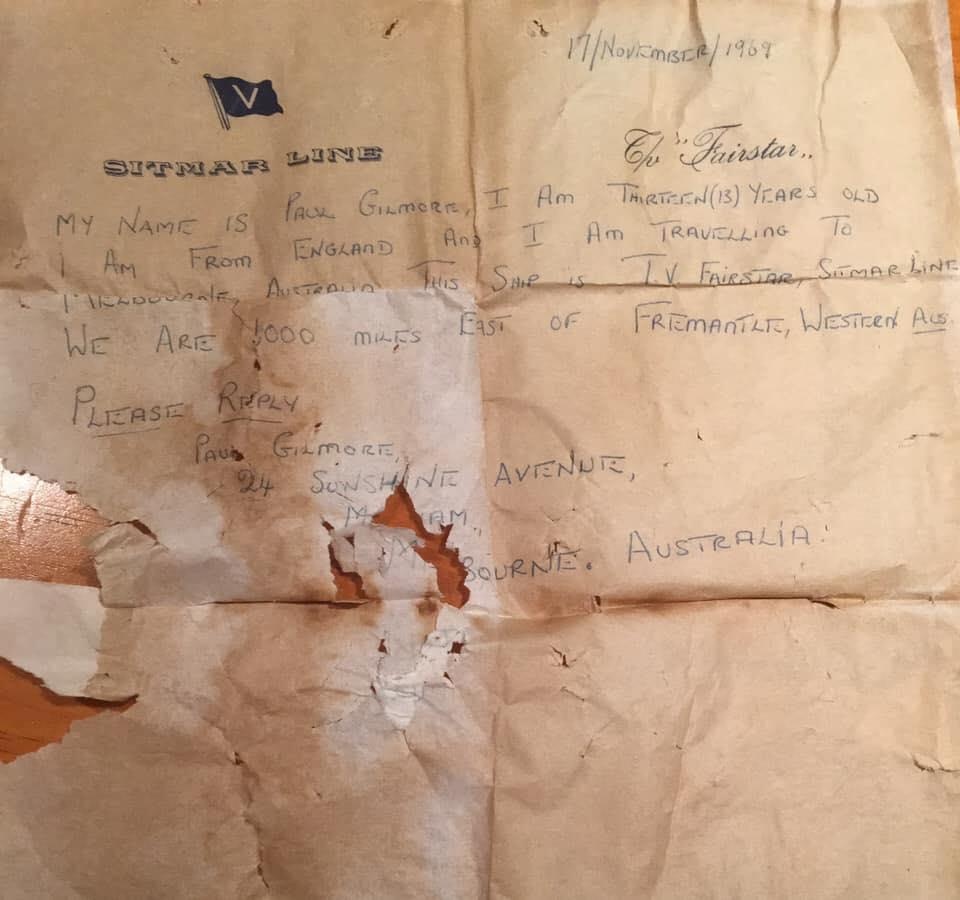 17/NOVEMBER/1969
V
SITMAR LINE
T/v "Fairstar"
MY NAME IS PAUL GILMORE, I AM THIRTEEN(13) YEARS OLD
I AM FROM ENGLAND AND I AM TRAVELLING TO
MELBOURNE, AUSTRALIA THIS SHIP IS T.V FAIRSTAR, SITMAR LINE
WE ARE 1000 MILES EAST OF FREMANTLE, WESTERN AUS.
PLEASE REPLY
PAUL GILMORE,
24 SUNSHINE AVENUE,
BOURNE. AUSTRALIA!